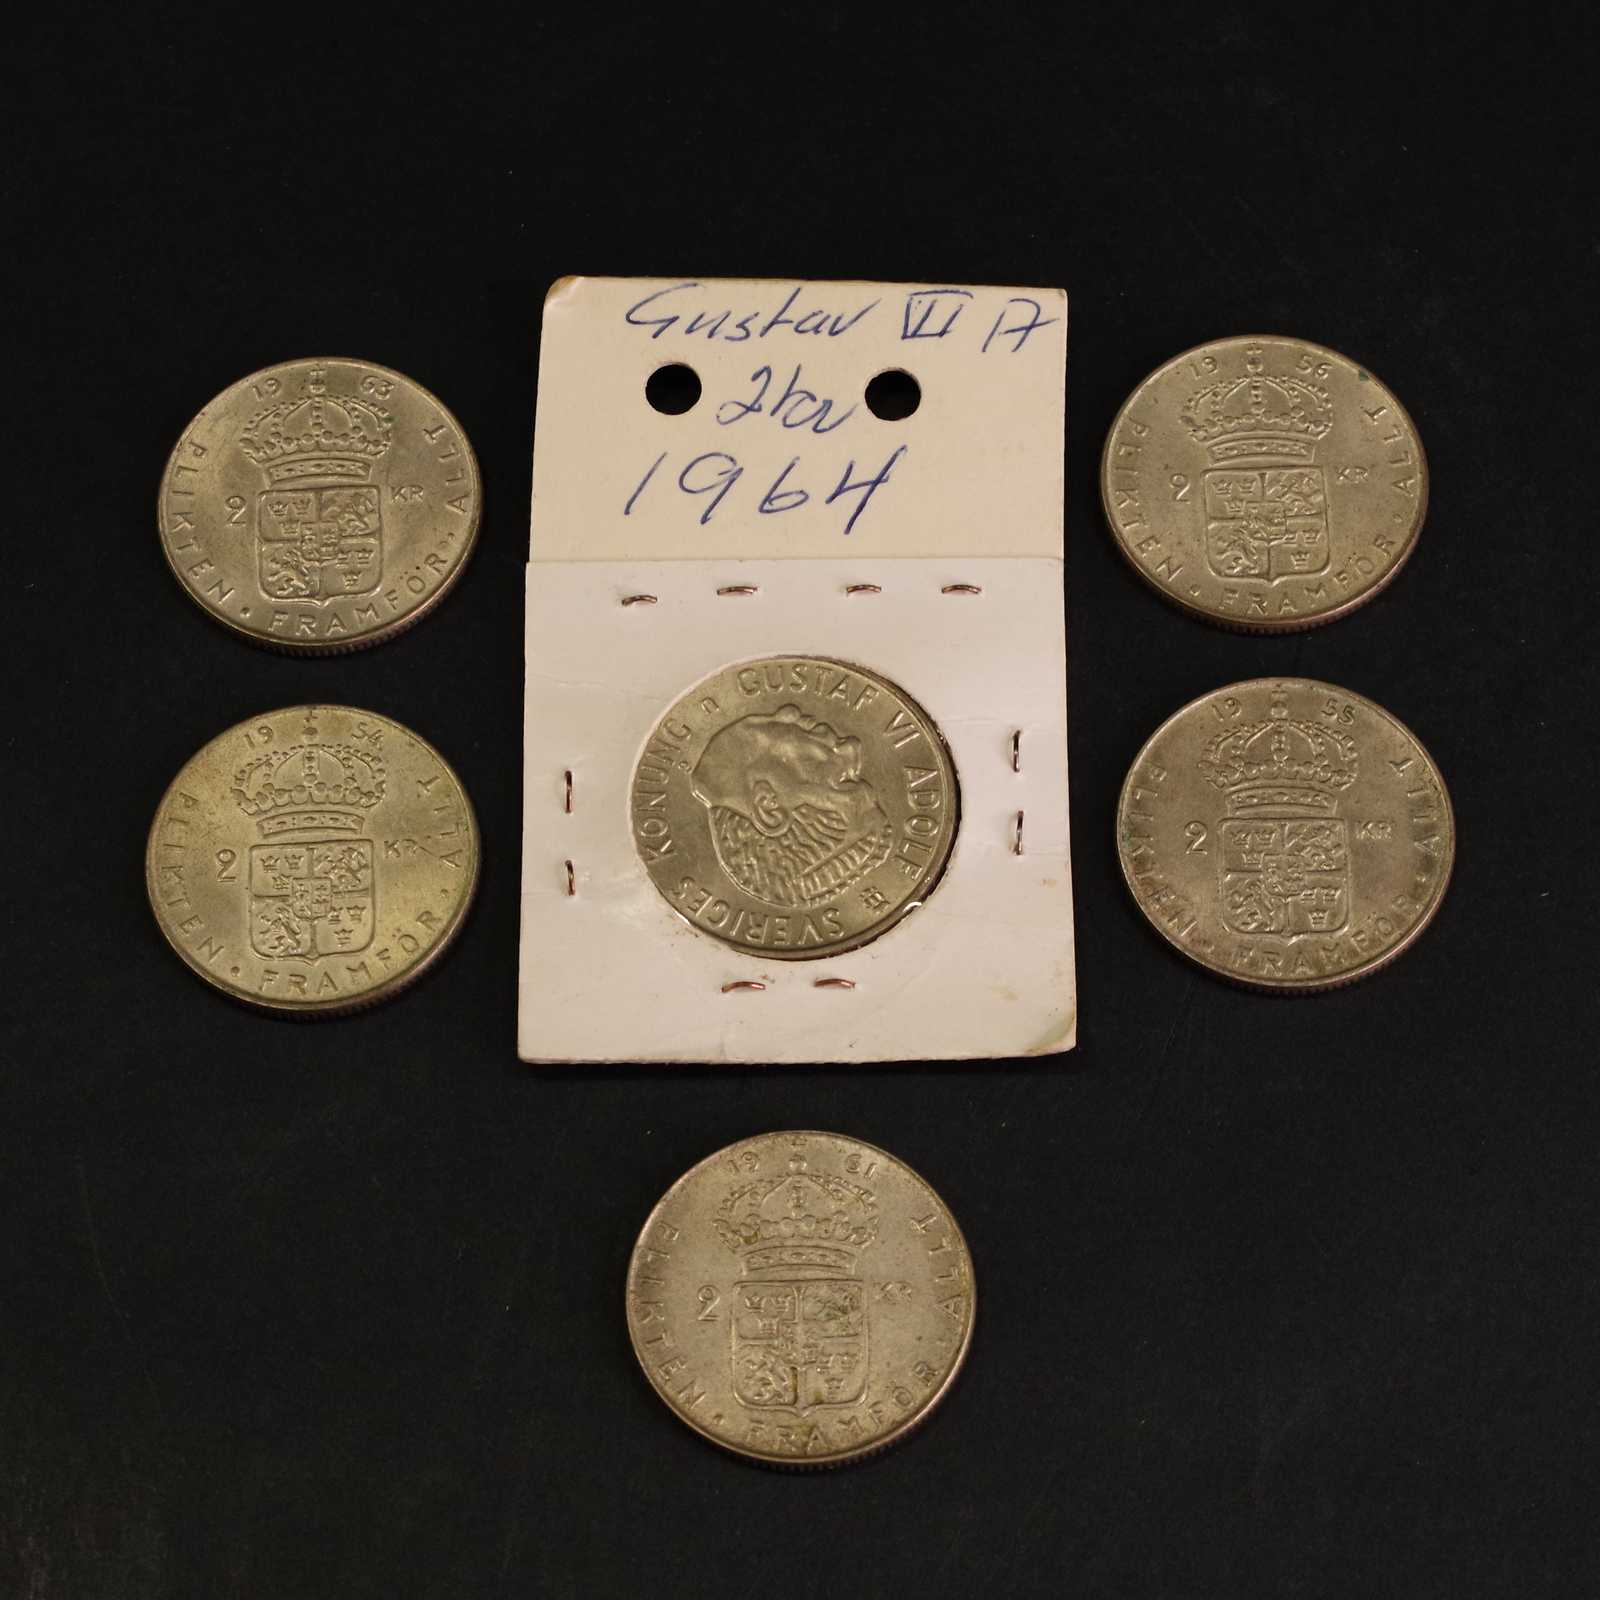 Gustav VI A
2kr
1964
19 63
PLIKTEN • FRAMFÖR • ALLT
2 KR
19 56
PLIKTEN • FRAMFÖR • ALLT
2 KR
SVERIGES KONUNG n GUSTAF VI ADOLF
19 54
PLIKTEN • FRAMFÖR • ALLT
2 KR
19 55
PLIKTEN • FRAMFÖR • ALLT
2 KR
19 61
PLIKTEN • FRAMFÖR • ALLT
2 KR